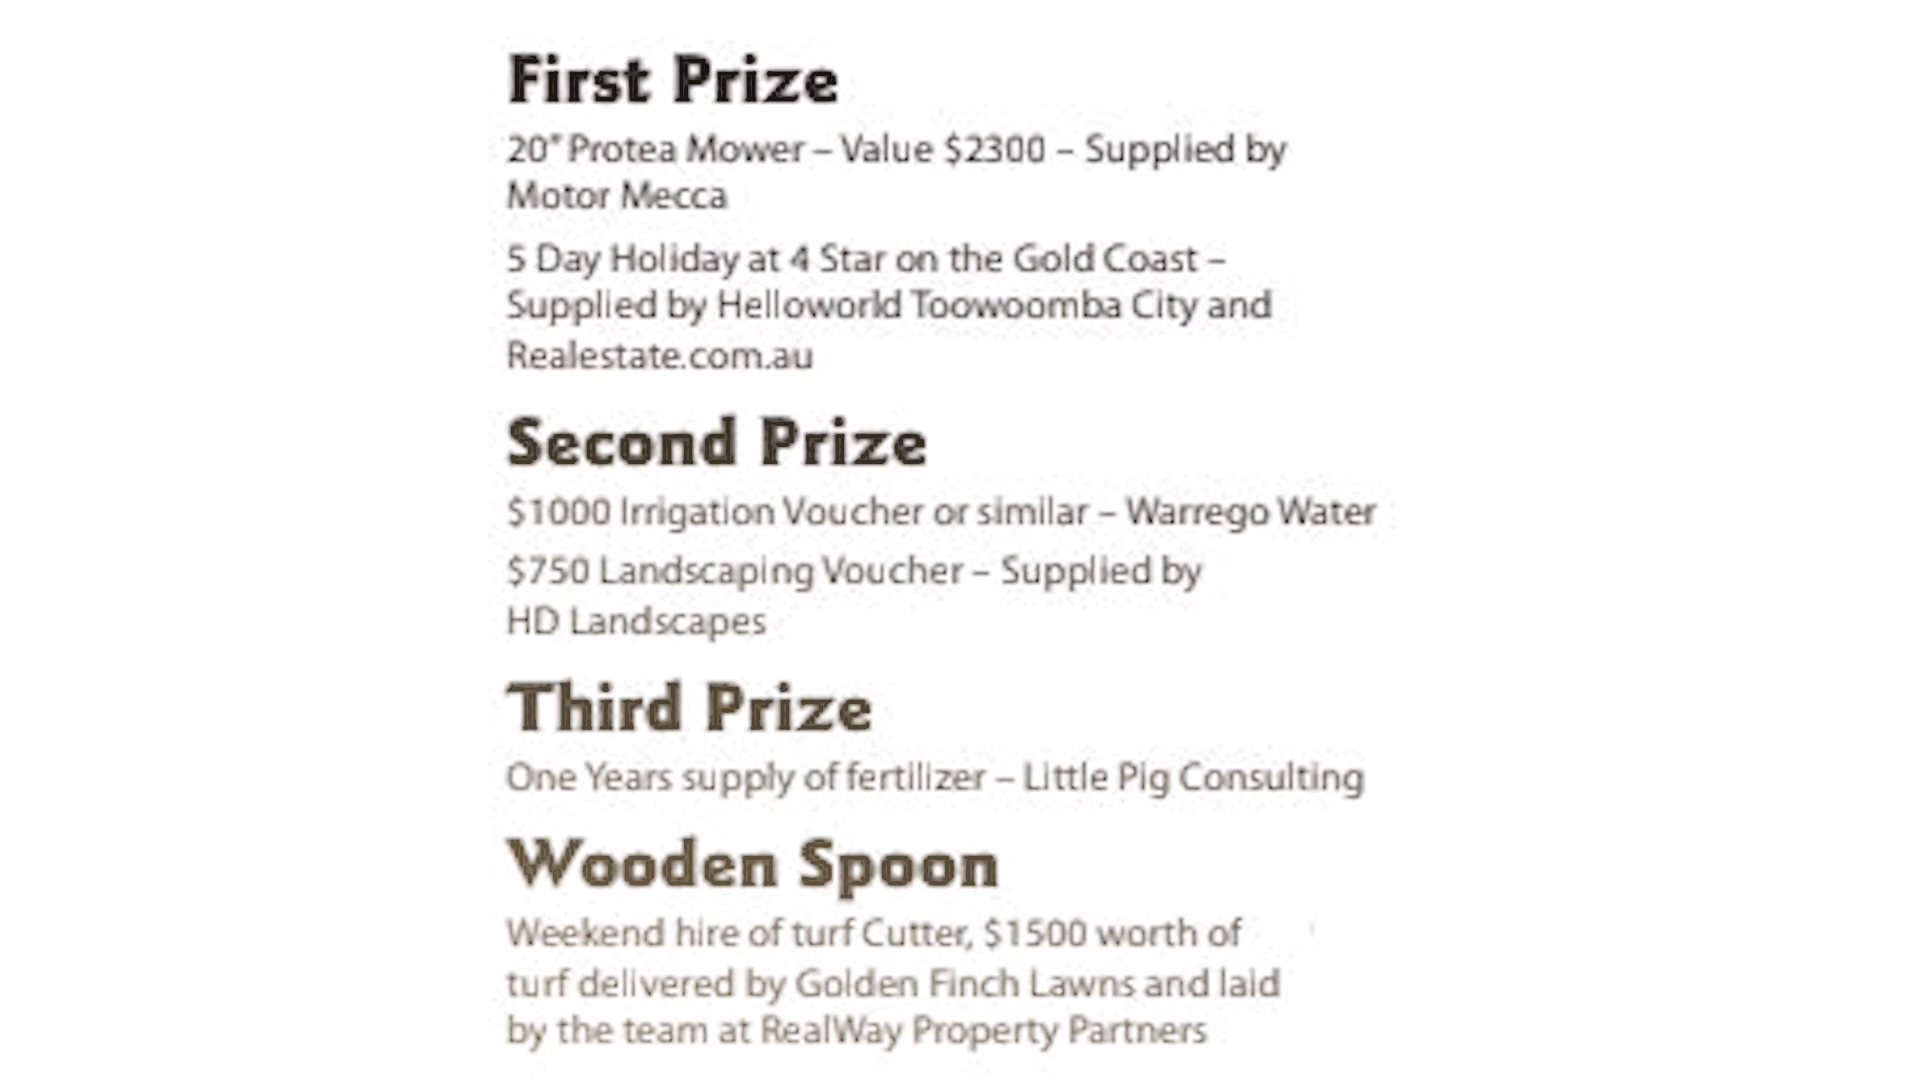 First Prize
20" Protea Mower – Value $2300 – Supplied by
Motor Mecca
5 Day Holiday at 4 Star on the Gold Coast –
Supplied by Helloworld Toowoomba City and
Realestate.com.au
Second Prize
$1000 Irrigation Voucher or similar – Warrego Water
$750 Landscaping Voucher – Supplied by
HD Landscapes
Third Prize
One Years supply of fertilizer – Little Pig Consulting
Wooden Spoon
Weekend hire of turf Cutter, $1500 worth of
turf delivered by Golden Finch Lawns and laid
by the team at RealWay Property Partners